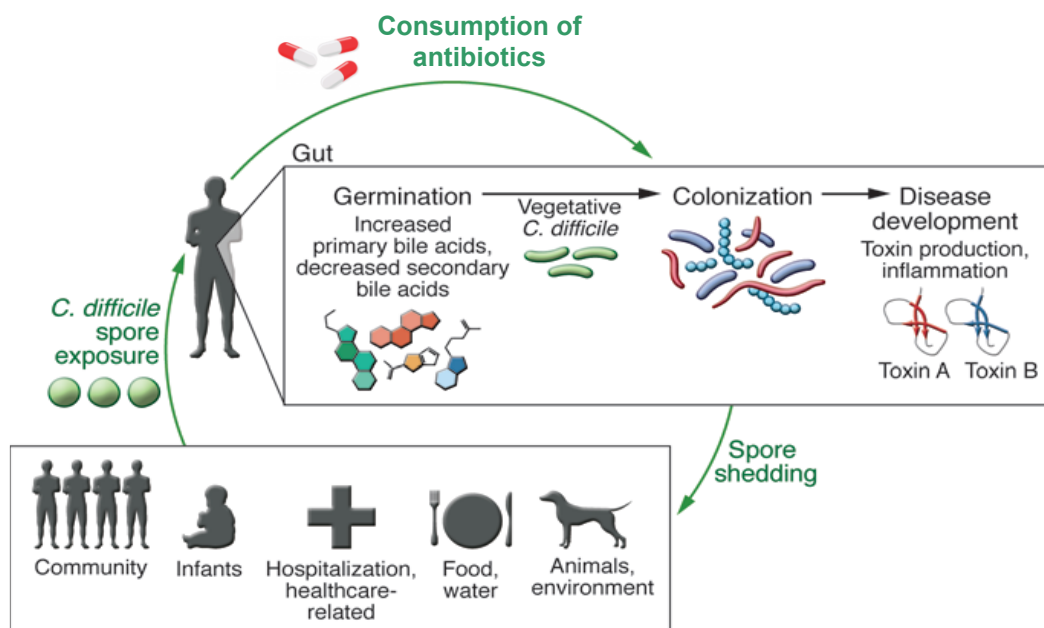 Consumption of
antibiotics
Gut
Germination
Increased
primary bile acids,
decreased secondary
bile acids
Vegetative
C. difficile
Colonization
Disease
development
Toxin production,
inflammation
Toxin A
Toxin B
C. difficile
spore
exposure
Spore
shedding
Community
Infants
Hospitalization,
healthcare-
related
Food,
water
Animals,
environment